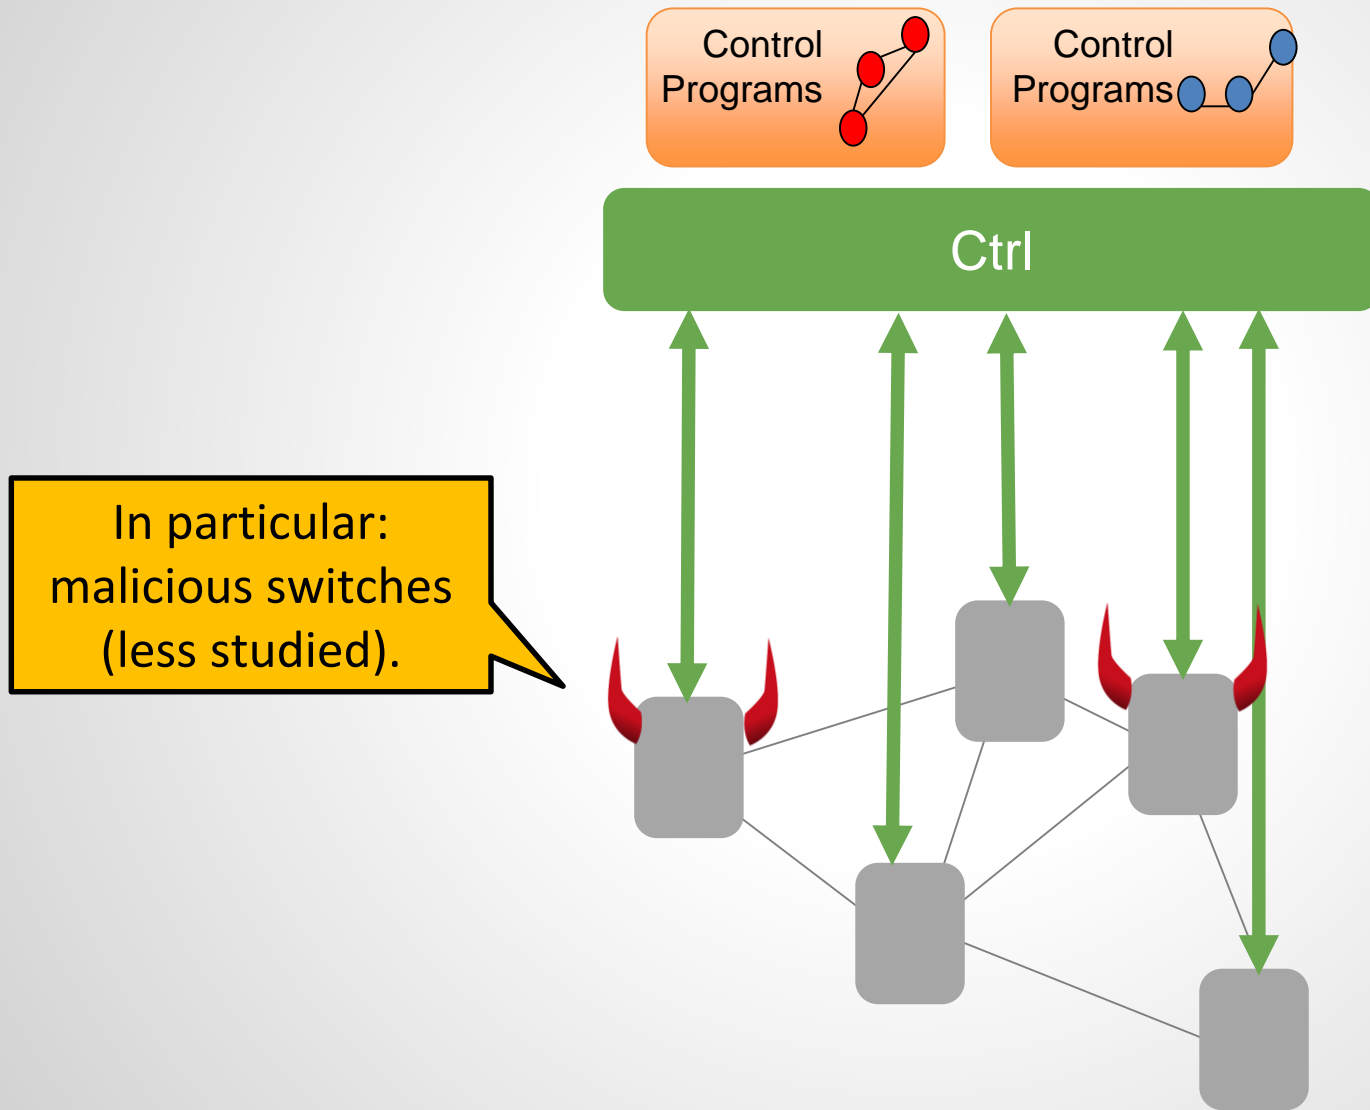 Control
Programs
Control
Programs
Ctrl
In particular:
malicious switches
(less studied).